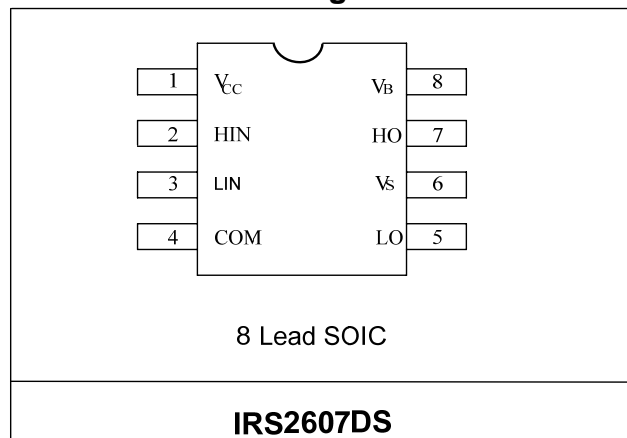 1 VCC VB 8
2 HIN HO 7
3 LIN VS 6
4 COM LO 5
8 Lead SOIC
IRS2607DS